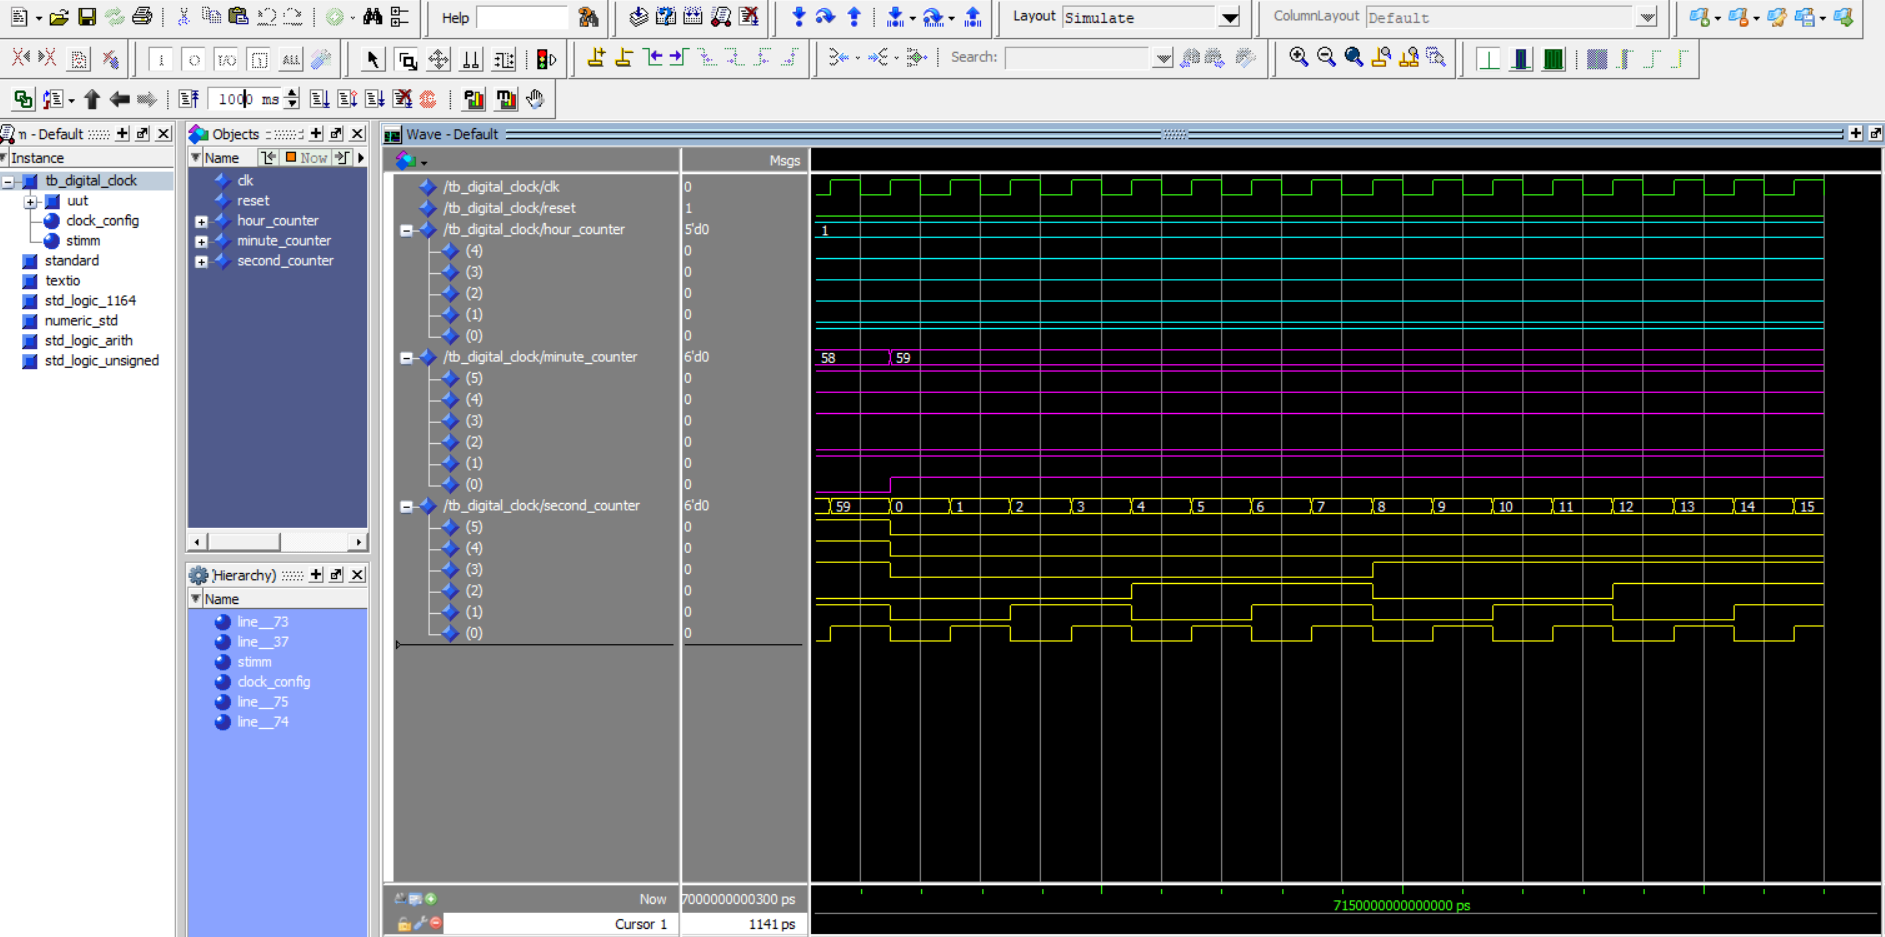 Help
Layout Simulate
ColumnLayout Default
Search:
I O I/O ALL
1000 ms
n - Default
Objects
Wave - Default
Instance
Name
Now
Msgs
tb_digital_clock
uut
clock_config
stimm
standard
textio
std_logic_1164
numeric_std
std_logic_arith
std_logic_unsigned
clk
reset
hour_counter
minute_counter
second_counter
Hierarchy)
Name
line__73
line__37
stimm
clock_config
line__75
line__74
/tb_digital_clock/clk 0
/tb_digital_clock/reset 1
/tb_digital_clock/hour_counter 5'd0 1
(4) 0
(3) 0
(2) 0
(1) 0
(0) 0
/tb_digital_clock/minute_counter 6'd0 58 59
(5) 0
(4) 0
(3) 0
(2) 0
(1) 0
(0) 0
/tb_digital_clock/second_counter 6'd0 59 0 1 2 3 4 5 6 7 8 9 10 11 12 13 14 15
(5) 0
(4) 0
(3) 0
(2) 0
(1) 0
(0) 0
Now 7000000000300 ps
7150000000000000 ps
Cursor 1 1141 ps